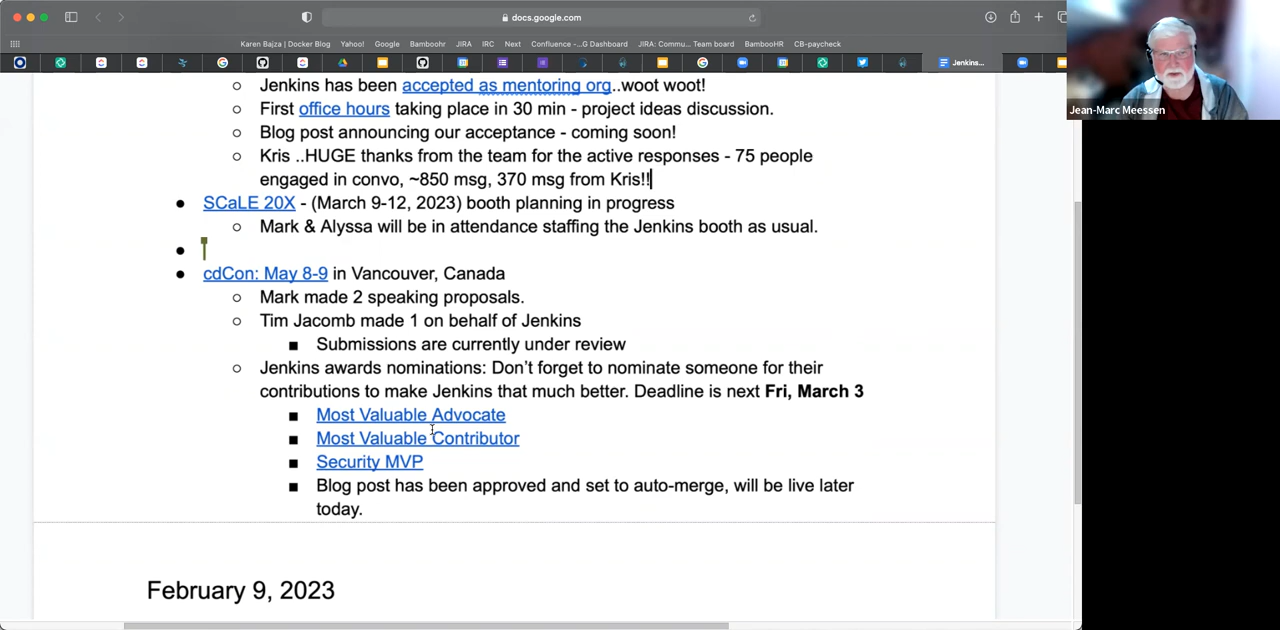 docs.google.com
Karen Bajza | Docker Blog Yahoo! Google Bamboohr JIRA IRC Next Confluence -...G Dashboard JIRA: Commu... Team board BambooHR CB-paycheck
Jenkins...
Jean-Marc Meessen
Jenkins has been accepted as mentoring org..woot woot!
First office hours taking place in 30 min - project ideas discussion.
Blog post announcing our acceptance - coming soon!
Kris ..HUGE thanks from the team for the active responses - 75 people
engaged in convo, ~850 msg, 370 msg from Kris!!
SCaLE 20X - (March 9-12, 2023) booth planning in progress
Mark & Alyssa will be in attendance staffing the Jenkins booth as usual.
cdCon: May 8-9 in Vancouver, Canada
Mark made 2 speaking proposals.
Tim Jacomb made 1 on behalf of Jenkins
Submissions are currently under review
Jenkins awards nominations: Don't forget to nominate someone for their
contributions to make Jenkins that much better. Deadline is next Fri, March 3
Most Valuable Advocate
Most Valuable Contributor
Security MVP
Blog post has been approved and set to auto-merge, will be live later
today.
February 9, 2023